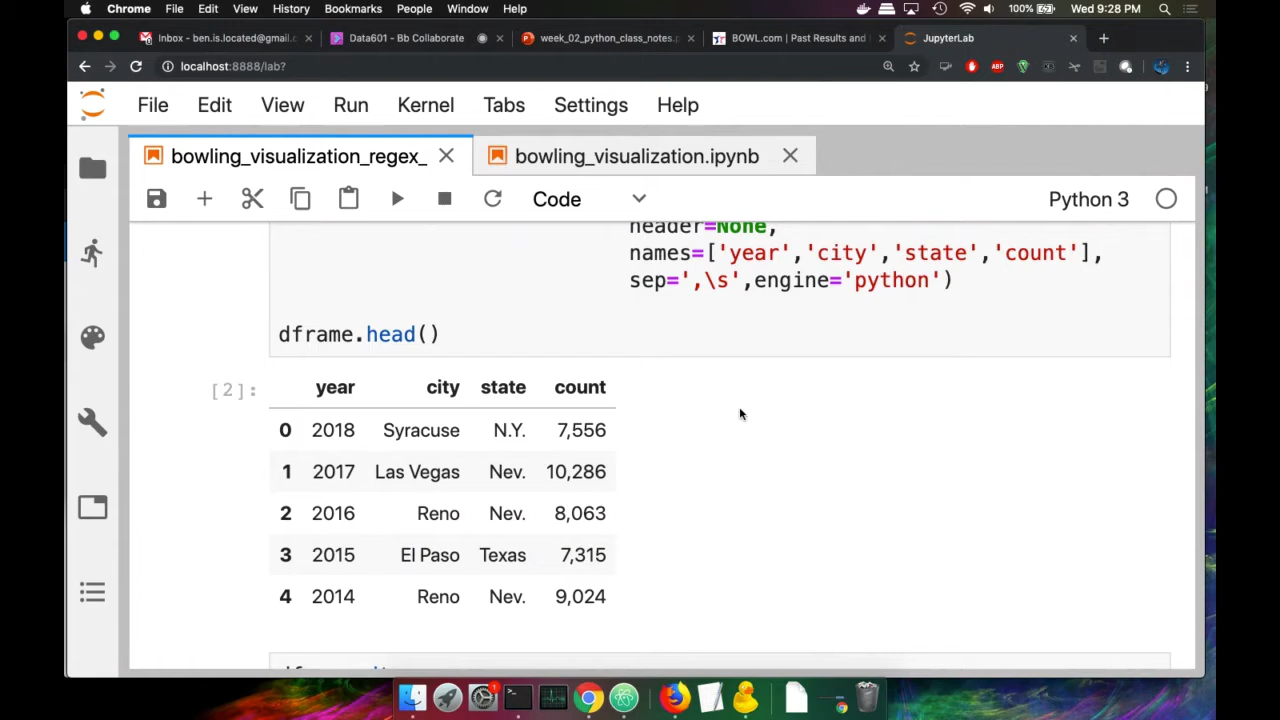 Chrome File Edit View History Bookmarks People Window Help 100% Wed 9:28 PM
Inbox - ben.is.located@gmail.c Data601 - Bb Collaborate week_02_python_class_notes.p BOWL.com | Past Results and JupyterLab
localhost:8888/lab?
File Edit View Run Kernel Tabs Settings Help
bowling_visualization_regex_ bowling_visualization.ipynb
Code Python 3
header=None,
names=['year','city','state','count'],
sep=',\s',engine='python')
dframe.head()
[2]: year city state count
0 2018 Syracuse N.Y. 7,556
1 2017 Las Vegas Nev. 10,286
2 2016 Reno Nev. 8,063
3 2015 El Paso Texas 7,315
4 2014 Reno Nev. 9,024